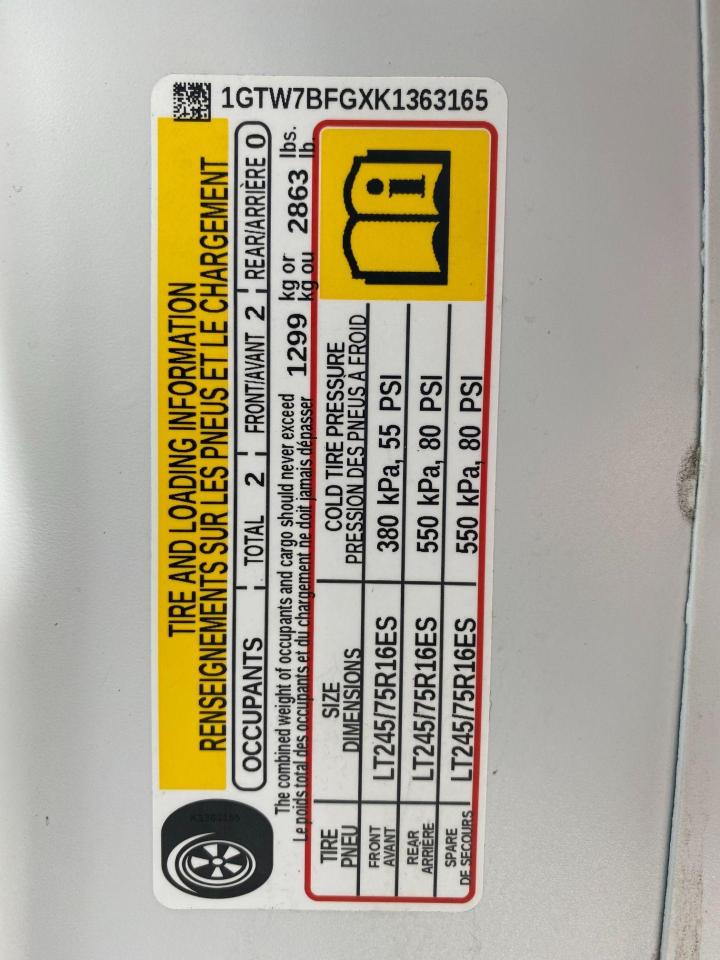 1GTW7BFGXK1363165
TIRE AND LOADING INFORMATION
RENSEIGNEMENTS SUR LES PNEUS ET LE CHARGEMENT
K1363165
OCCUPANTS TOTAL 2 FRONT/AVANT 2 REAR/ARRIÈRE 0
The combined weight of occupants and cargo should never exceed 1299 kg or 2863 lbs.
Le poids total des occupants et du chargement ne doit jamais dépasser kg ou lb.
TIRE SIZE COLD TIRE PRESSURE
PNEU DIMENSIONS PRESSION DES PNEUS A FROID
FRONT
AVANT LT245/75R16ES 380 kPa, 55 PSI
REAR
ARRIÈRE LT245/75R16ES 550 kPa, 80 PSI
SPARE
DE SECOURS LT245/75R16ES 550 kPa, 80 PSI